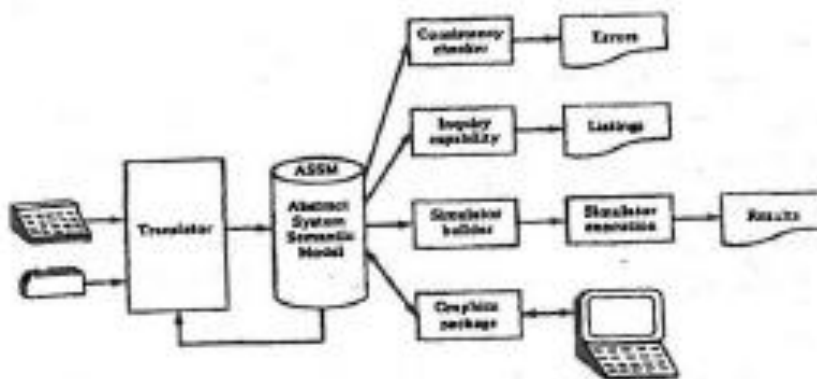 Consistency
checker
Errors
Inquiry
capability
Listings
ASSM
Abstract
System
Semantic
Model
Translator
Simulator
builder
Simulator
execution
Results
Graphics
package